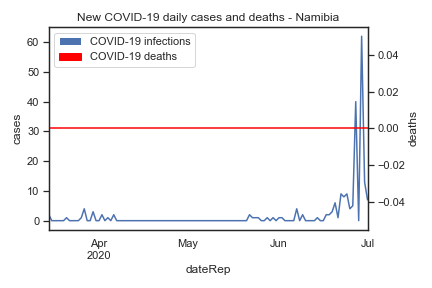 New COVID-19 daily cases and deaths - Namibia
COVID-19 infections
COVID-19 deaths
60
50
40
30
20
10
0
cases
0.04
0.02
0.00
−0.02
−0.04
deaths
Apr
2020
May
Jun
Jul
dateRep